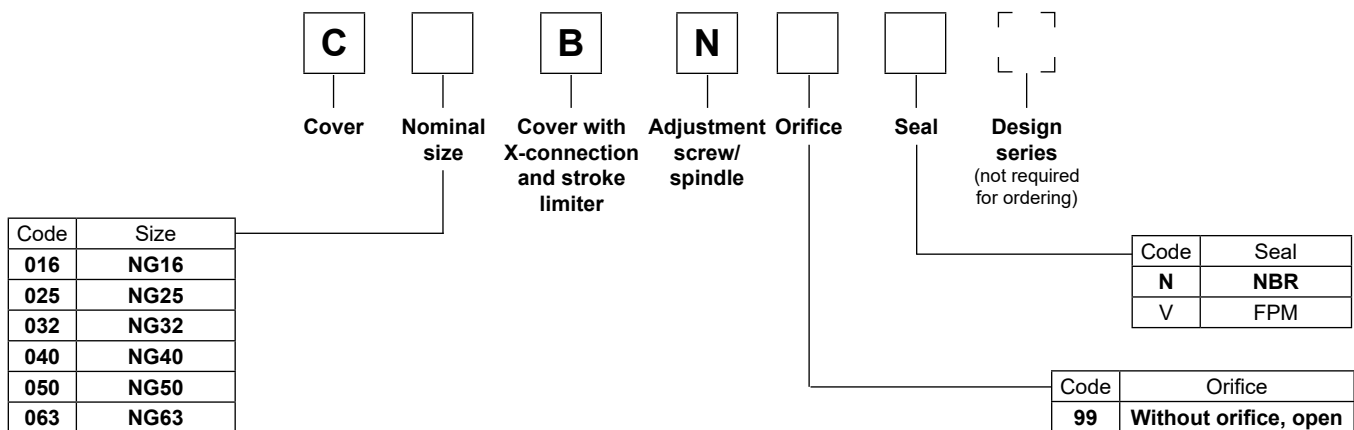 C B N
Cover Nominal size Cover with X-connection and stroke limiter Adjustment screw/ spindle Orifice Seal Design series (not required for ordering)
Code Size
016 NG16
025 NG25
032 NG32
040 NG40
050 NG50
063 NG63
Code Seal
N NBR
V FPM
Code Orifice
99 Without orifice, open